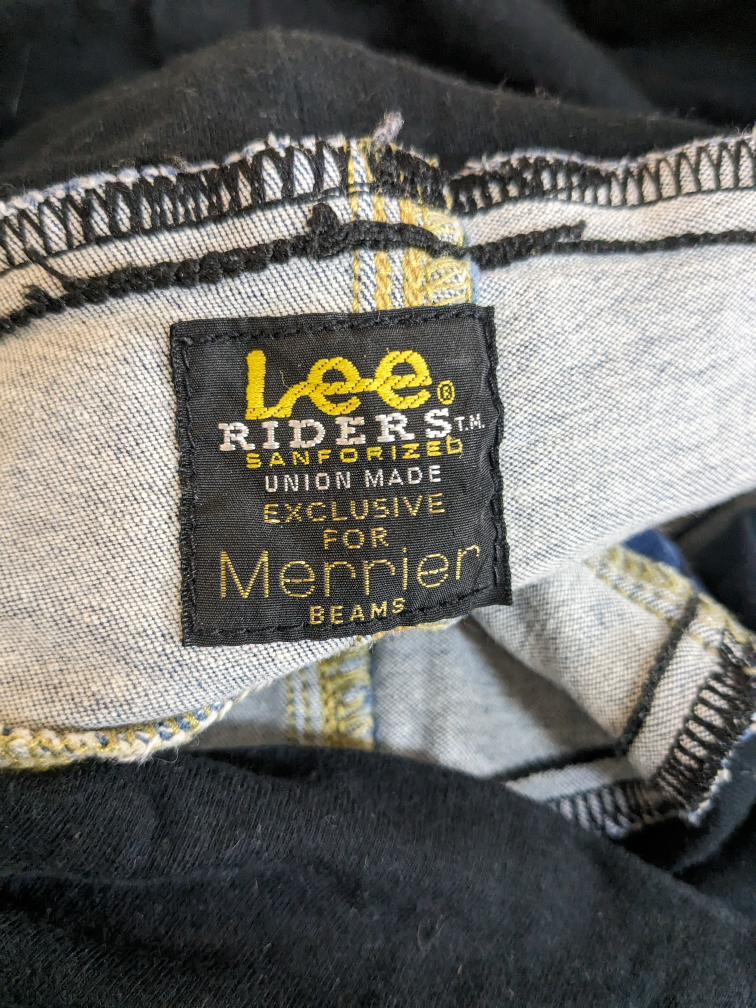 Lee®
RIDERS T.M.
SANFORIZED
UNION MADE
EXCLUSIVE
FOR
Merrier
BEAMS